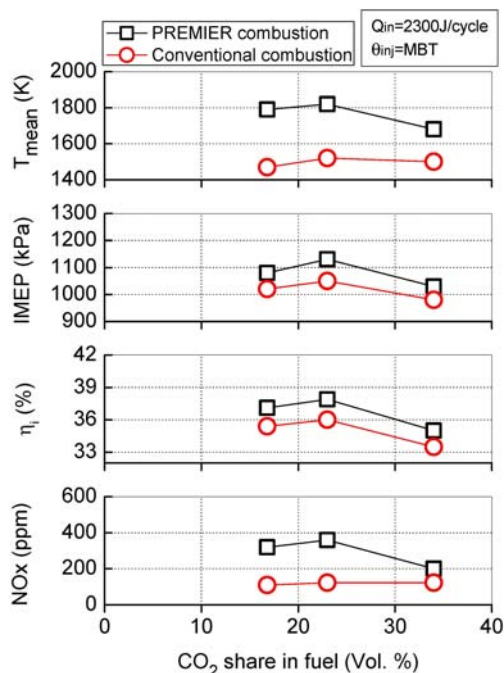 PREMIER combustion
Conventional combustion
Qin=2300J/cycle
θinj=MBT
2000
1800
1600
1400
Tmean (K)
1300
1200
1100
1000
900
IMEP (kPa)
42
39
36
33
ηi (%)
600
400
200
0
NOx (ppm)
0 10 20 30 40
CO2 share in fuel (Vol. %)